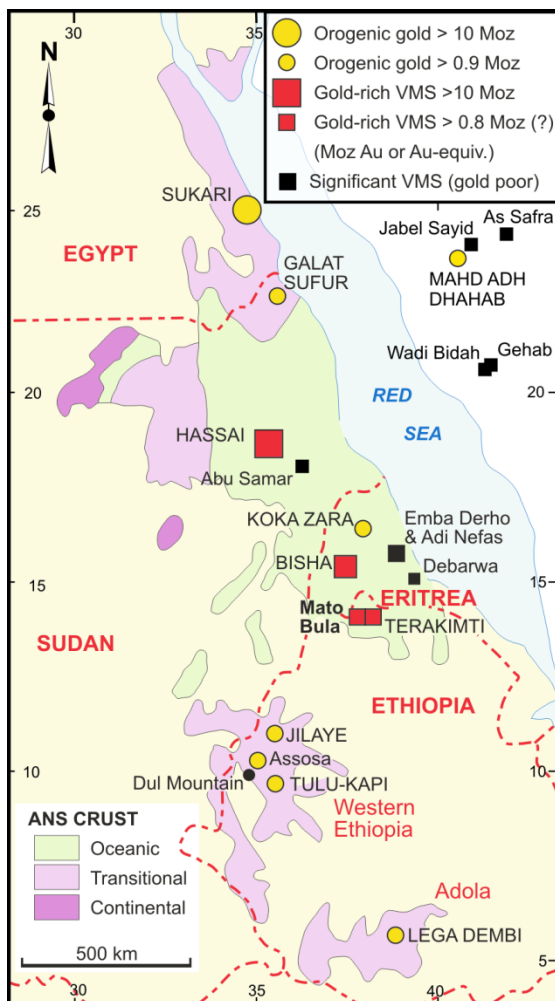 30
35
Orogenic gold > 10 Moz
Orogenic gold > 0.9 Moz
Gold-rich VMS >10 Moz
Gold-rich VMS > 0.8 Moz (?)
(Moz Au or Au-equiv.)
Significant VMS (gold poor)
N
SUKARI
25
As Safra
Jabel Sayid
EGYPT
GALAT
SUFUR
MAHD ADH
DHAHAB
Wadi Bidah
Gehab
20
20
RED
SEA
HASSAI
Abu Samar
KOKA ZARA
Emba Derho
& Adi Nefas
BISHA
Debarwa
15
15
ERITREA
Mato
Bula
TERAKIMTI
SUDAN
ETHIOPIA
JILAYE
Assosa
10
10
Dul Mountain
TULU-KAPI
Western
Ethiopia
ANS CRUST
Oceanic
Transitional
Continental
Adola
500 km
LEGA DEMBI
5
30
35
40